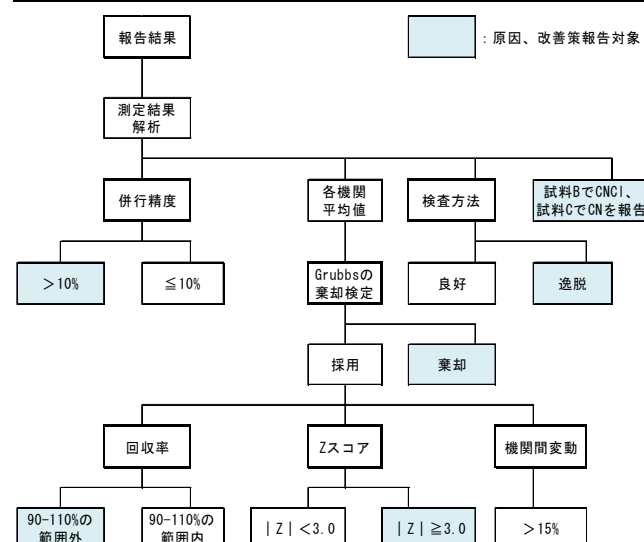 報告結果
：原因、改善策報告対象
測定結果
解析
併行精度
各機関
平均値
検査方法
試料BでCNCl、
試料CでCNを報告
＞10%
≦10%
Grubbsの
棄却検定
良好
逸脱
採用
棄却
回収率
Zスコア
機関間変動
90-110%の
範囲外
90-110%の
範囲内
｜Z｜＜3.0
｜Z｜≧3.0
＞15%